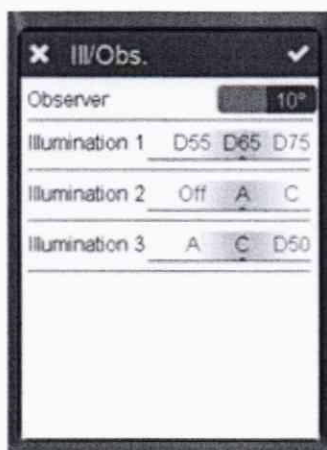 ✖ Ill/Obs. ✔
Observer 10°
Illumination 1 D55 D65 D75
Illumination 2 Off A C
Illumination 3 A C D50